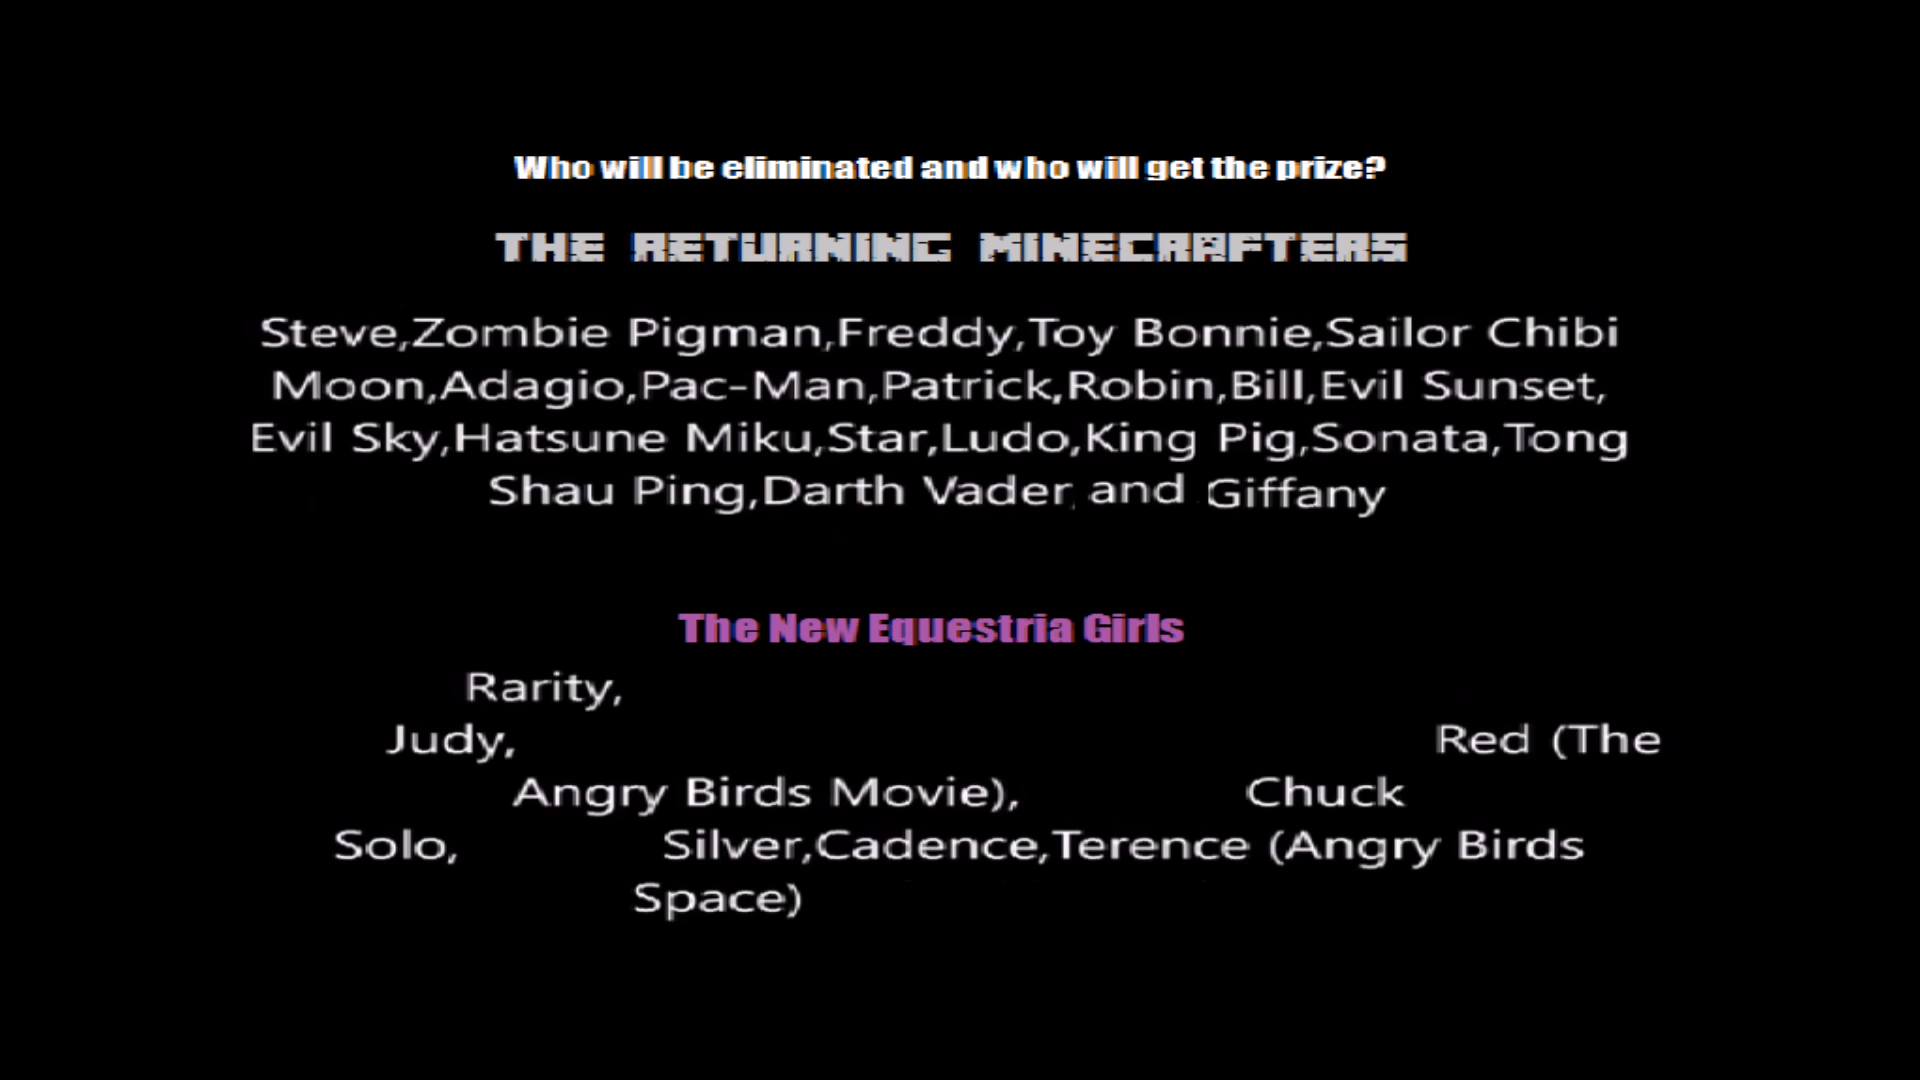 Who will be eliminated and who will get the prize?
THE RETURNING MINECRAFTERS
Steve,Zombie Pigman,Freddy,Toy Bonnie,Sailor Chibi
Moon,Adagio,Pac-Man,Patrick,Robin,Bill,Evil Sunset,
Evil Sky,Hatsune Miku,Star,Ludo,King Pig,Sonata,Tong
Shau Ping,Darth Vader, and Giffany
The New Equestria Girls
Rarity,
Judy, Red (The
Angry Birds Movie), Chuck
Solo, Silver,Cadence,Terence (Angry Birds
Space)